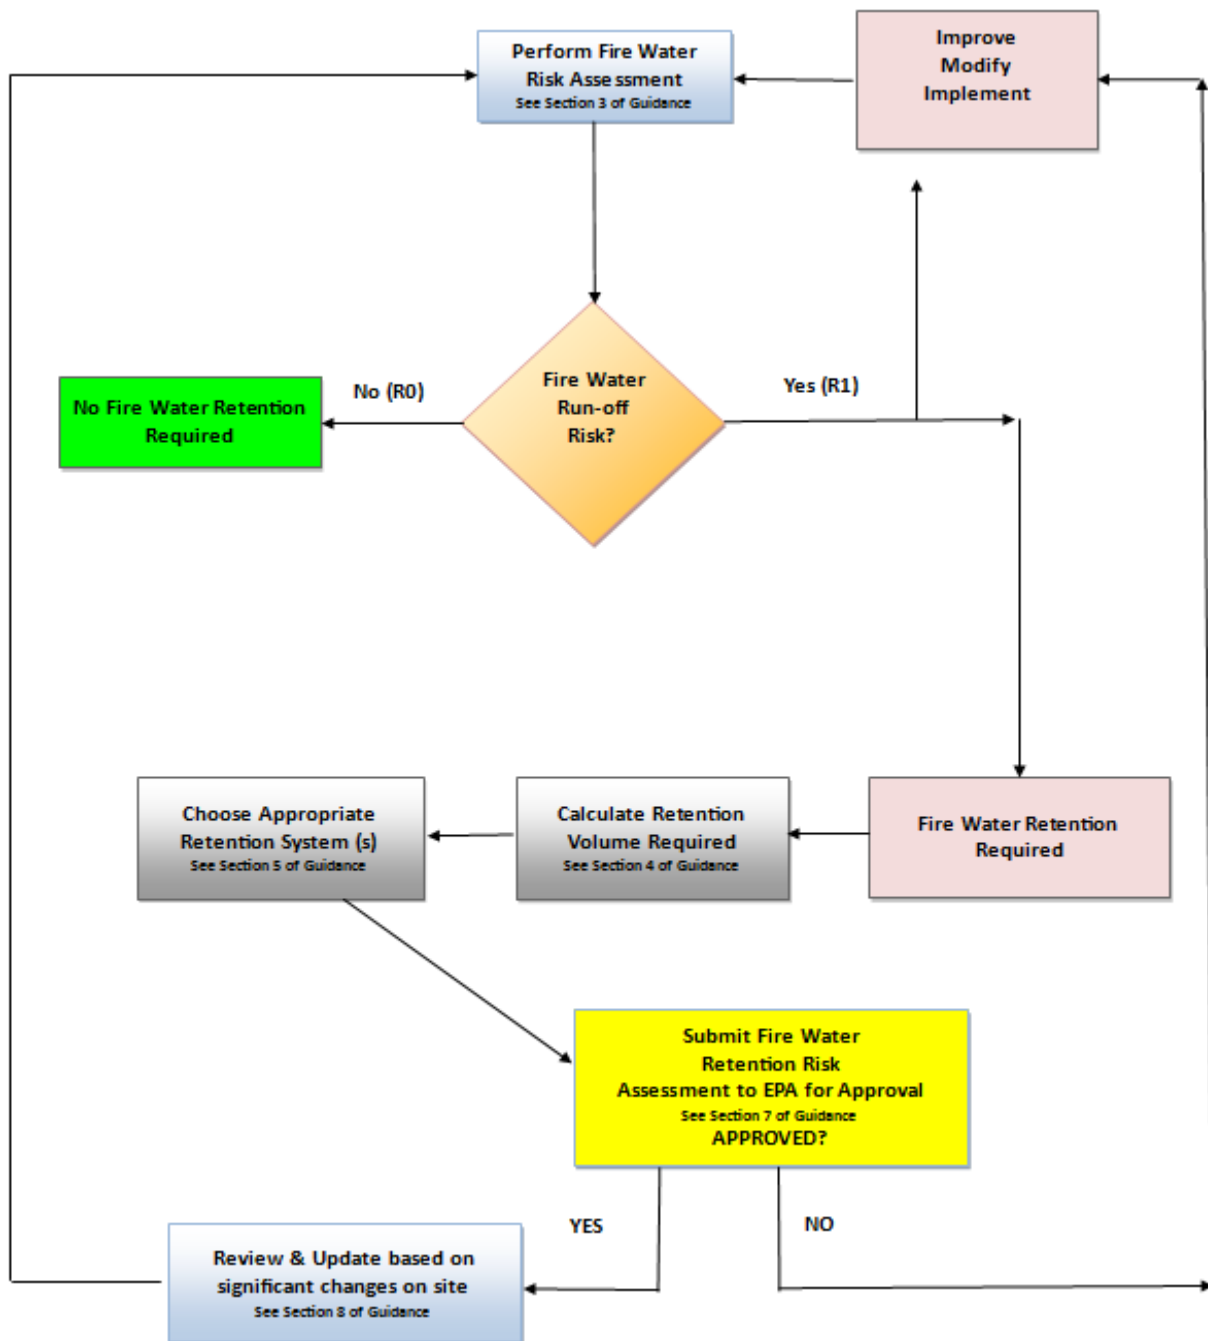 Perform Fire Water
Risk Assessment
See Section 3 of Guidance
Improve
Modify
Implement
Fire Water
Run-off
Risk?
No (R0)
Yes (R1)
No Fire Water Retention
Required
Choose Appropriate
Retention System (s)
See Section 5 of Guidance
Calculate Retention
Volume Required
See Section 4 of Guidance
Fire Water Retention
Required
Submit Fire Water
Retention Risk
Assessment to EPA for Approval
See Section 7 of Guidance
APPROVED?
YES
NO
Review & Update based on
significant changes on site
See Section 8 of Guidance